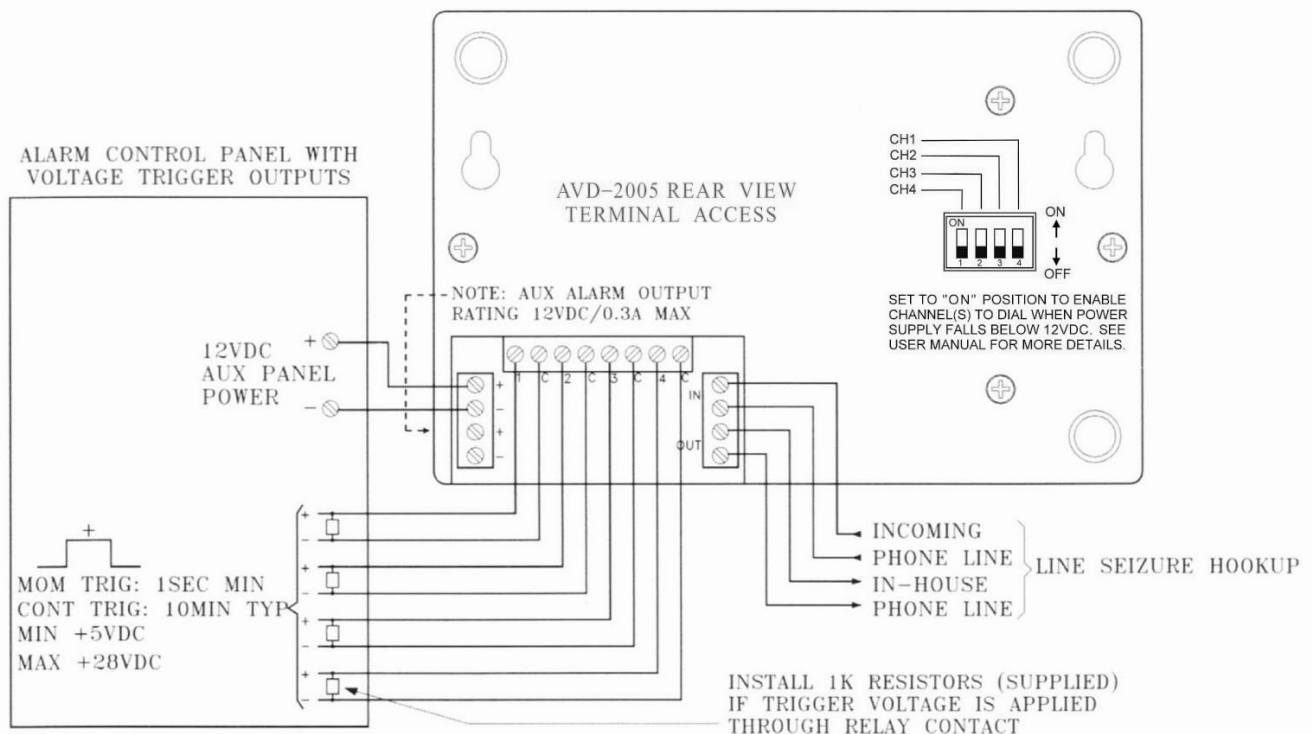 ALARM CONTROL PANEL WITH
VOLTAGE TRIGGER OUTPUTS
AVD-2005 REAR VIEW
TERMINAL ACCESS
CH1
CH2
CH3
CH4
ON
1 2 3 4
ON
OFF
SET TO "ON" POSITION TO ENABLE
CHANNEL(S) TO DIAL WHEN POWER
SUPPLY FALLS BELOW 12VDC. SEE
USER MANUAL FOR MORE DETAILS.
NOTE: AUX ALARM OUTPUT
RATING 12VDC/0.3A MAX
12VDC
AUX PANEL
POWER
+
-
+
-
+
-
1 C 2 C 3 C 4 C
IN
OUT
+
-
+
-
+
-
+
-
+
MOM TRIG: 1SEC MIN
CONT TRIG: 10MIN TYP
MIN +5VDC
MAX +28VDC
INCOMING
PHONE LINE
IN-HOUSE
PHONE LINE
LINE SEIZURE HOOKUP
INSTALL 1K RESISTORS (SUPPLIED)
IF TRIGGER VOLTAGE IS APPLIED
THROUGH RELAY CONTACT